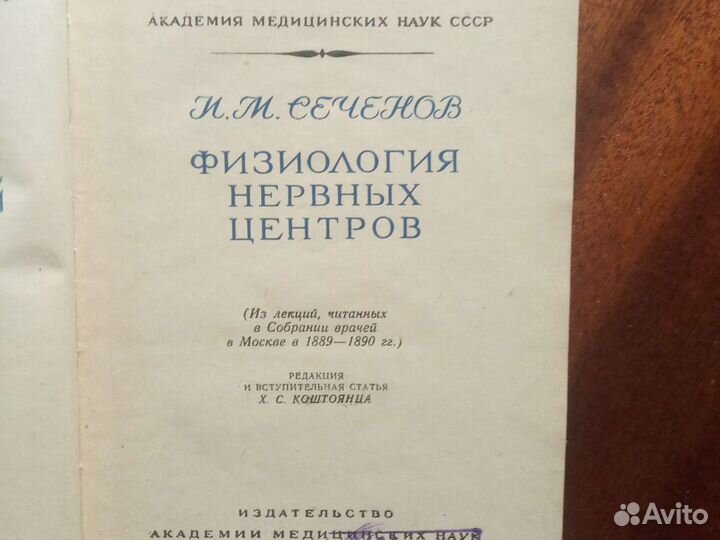 АКАДЕМИЯ МЕДИЦИНСКИХ НАУК СССР
И. М. СЕЧЕНОВ
ФИЗИОЛОГИЯ
НЕРВНЫХ
ЦЕНТРОВ
(Из лекций, читанных
в Собрании врачей
в Москве в 1889—1890 гг.)
РЕДАКЦИЯ
И ВСТУПИТЕЛЬНАЯ СТАТЬЯ
Х. С. КОШТОЯНЦА
ИЗДАТЕЛЬСТВО
АКАДЕМИИ МЕДИЦИНСКИХ НАУК
Й
Avito